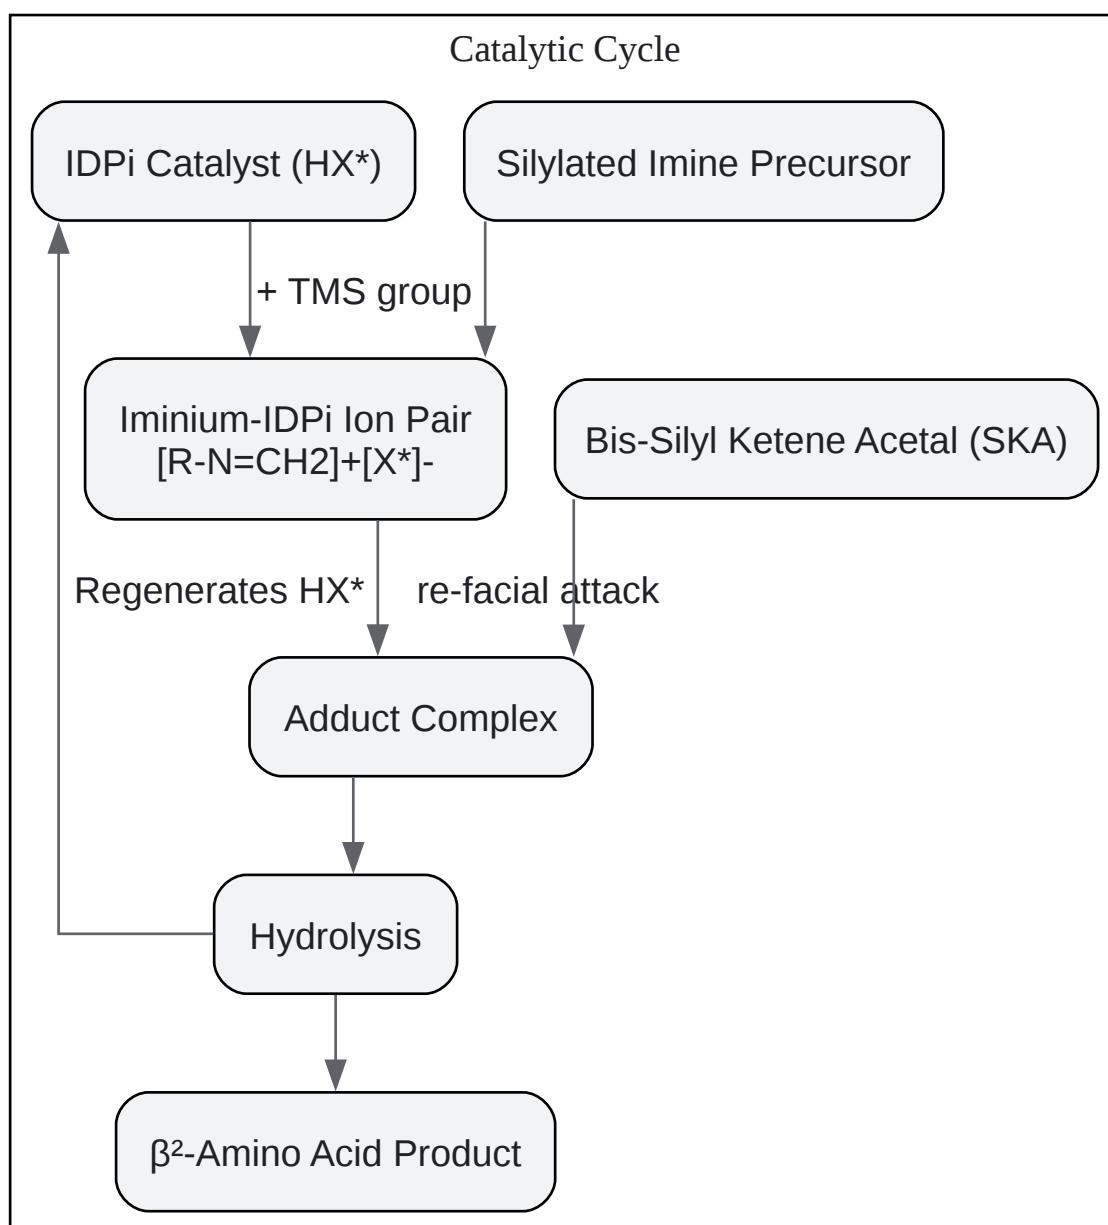 Catalytic Cycle
IDPi Catalyst (HX*)
Silylated Imine Precursor
+ TMS group
Iminium-IDPi Ion Pair
[R-N=CH2]+[X*]-
Bis-Silyl Ketene Acetal (SKA)
Regenerates HX*
re-facial attack
Adduct Complex
Hydrolysis
β²-Amino Acid Product